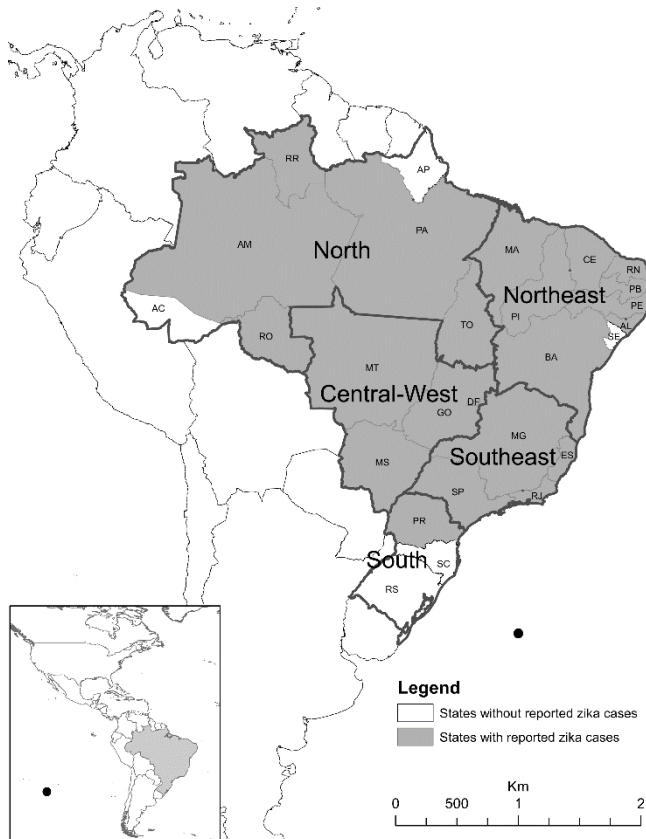 RR
AP
AM
PA
North
MA
CE
RN
Northeast
PB
PE
PI
AL
SE
AC
RO
TO
BA
MT
Central-West
DF
GO
MG
Southeast
ES
MS
SP
RJ
PR
South
SC
RS
Legend
States without reported zika cases
States with reported zika cases
Km
0 500 1 2